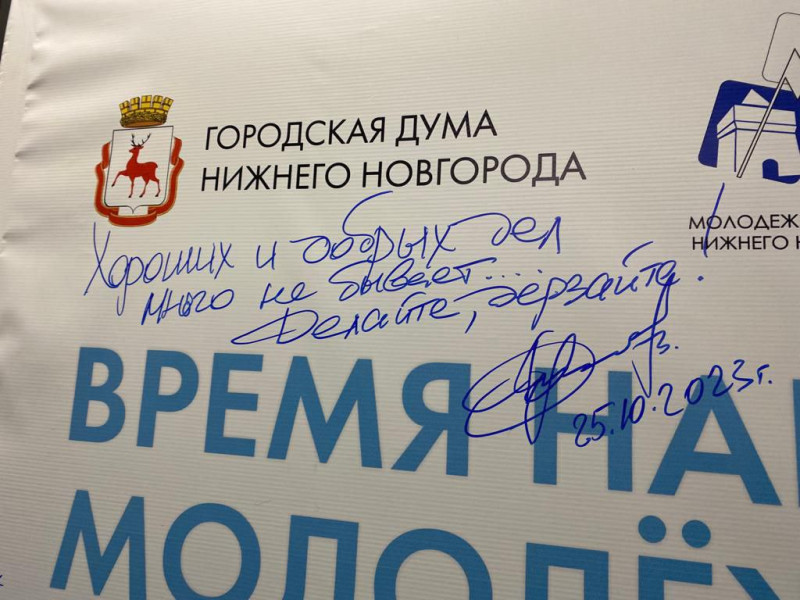 ГОРОДСКАЯ ДУМА
НИЖНЕГО НОВГОРОДА
МОЛОДЕЖ
НИЖНЕГО Н
Хороших и добрых дел
много не бывает...
Делайте, дерзайте!
25.10.2023г.
ВРЕМЯ НА
МОЛОДЁ